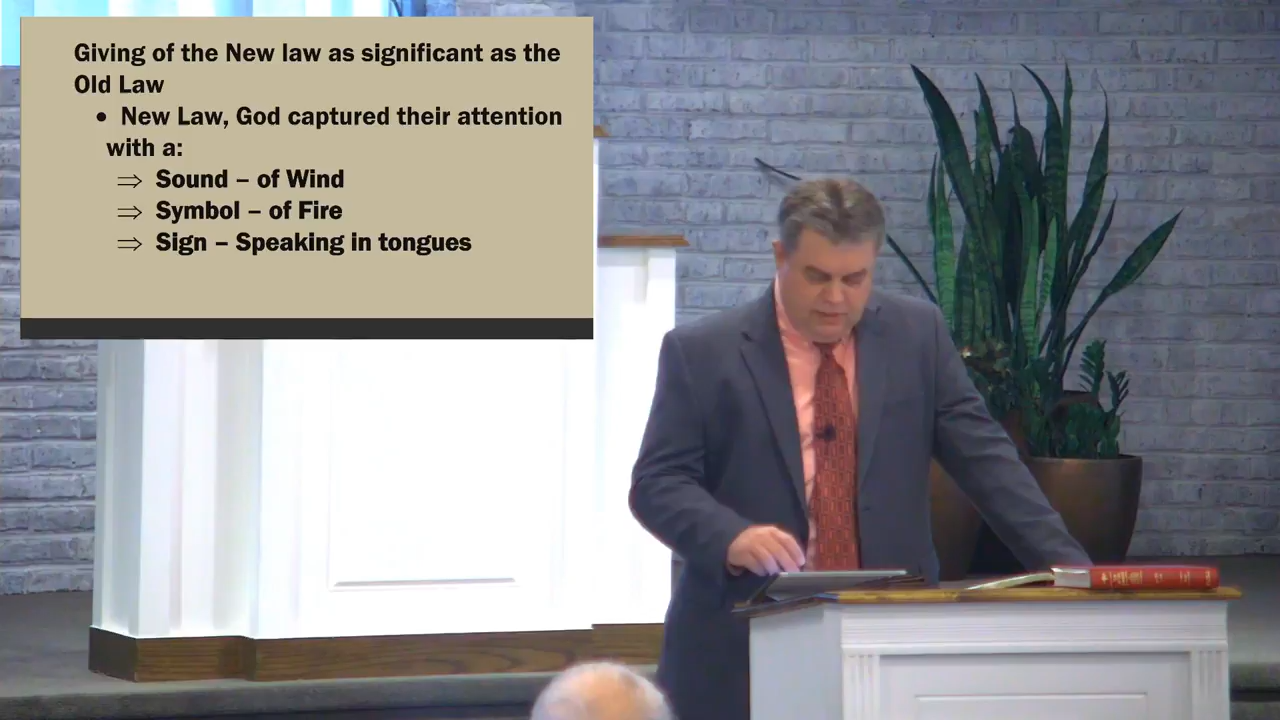 Giving of the New law as significant as the
Old Law
• New Law, God captured their attention
with a:
⇒ Sound – of Wind
⇒ Symbol – of Fire
⇒ Sign – Speaking in tongues